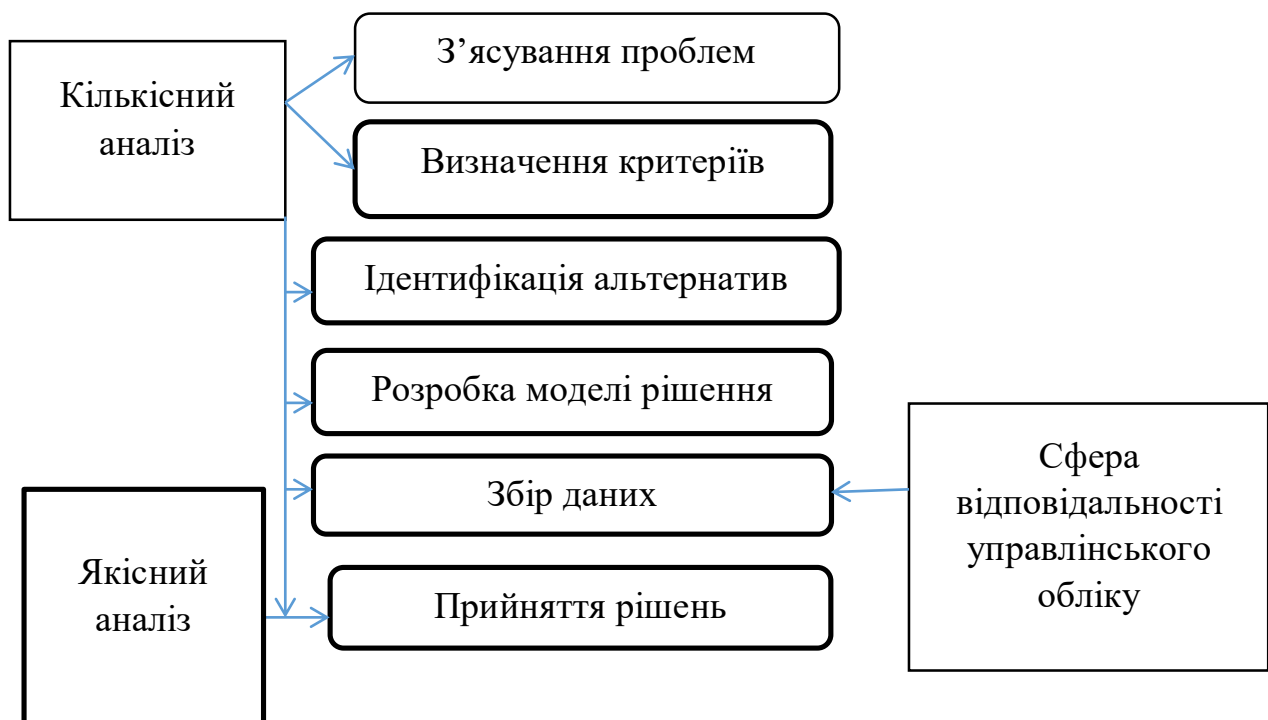 Кількісний
аналіз
З’ясування проблем
Визначення критеріїв
Ідентифікація альтернатив
Розробка моделі рішення
Збір даних
Прийняття рішень
Якісний
аналіз
Сфера
відповідальності
управлінського
обліку